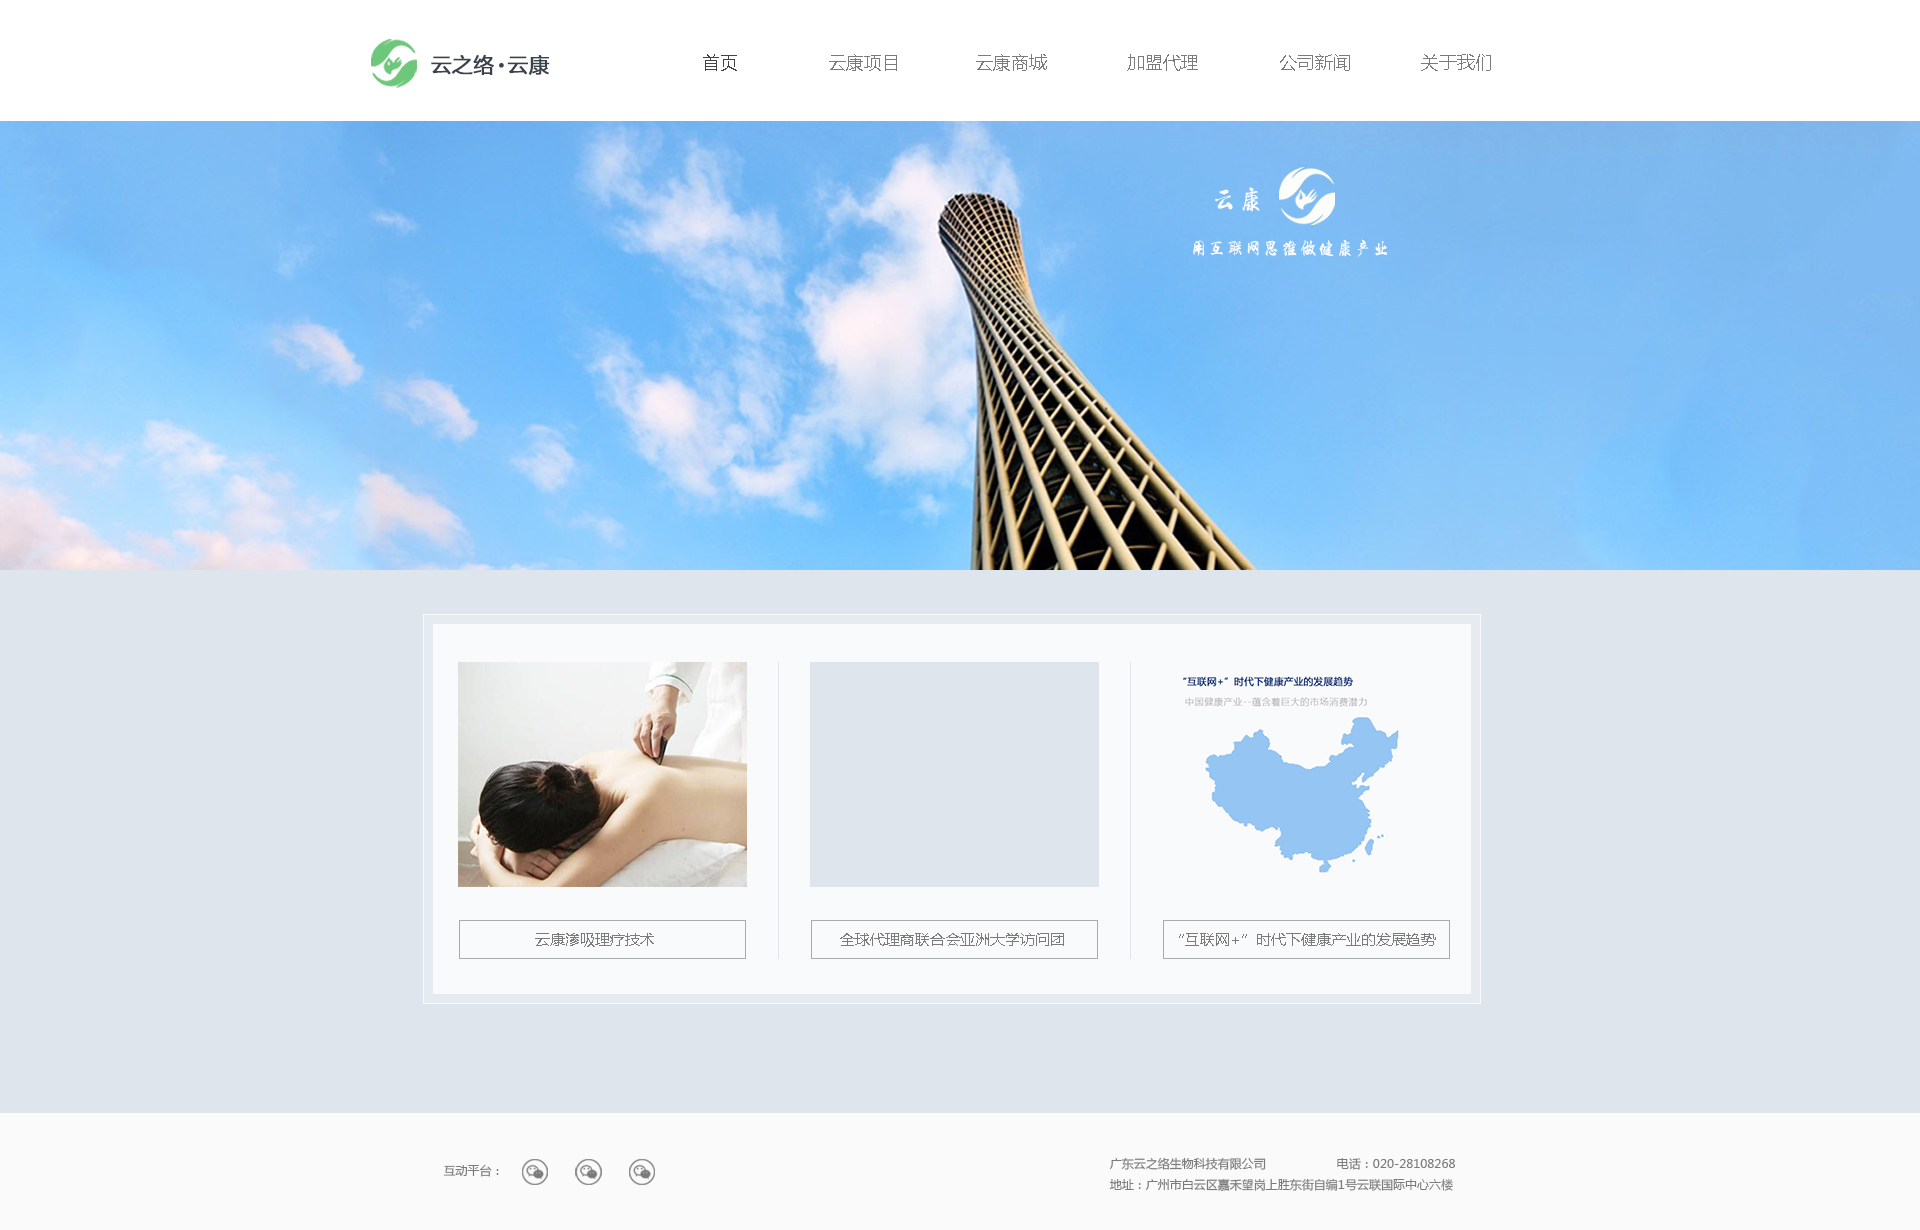 云之络·云康
首页
云康项目
云康商城
加盟代理
公司新闻
关于我们
云康
用互联网思维做健康产业
“互联网+”时代下健康产业的发展趋势
中国健康产业--蕴含着巨大的市场消费潜力
云康渗吸理疗技术
全球代理商联合会亚洲大学访问团
“互联网+”时代下健康产业的发展趋势
互动平台：
广东云之络生物科技有限公司 电话：020-28108268
地址：广州市白云区嘉禾望岗上胜东街自编1号云联国际中心六楼